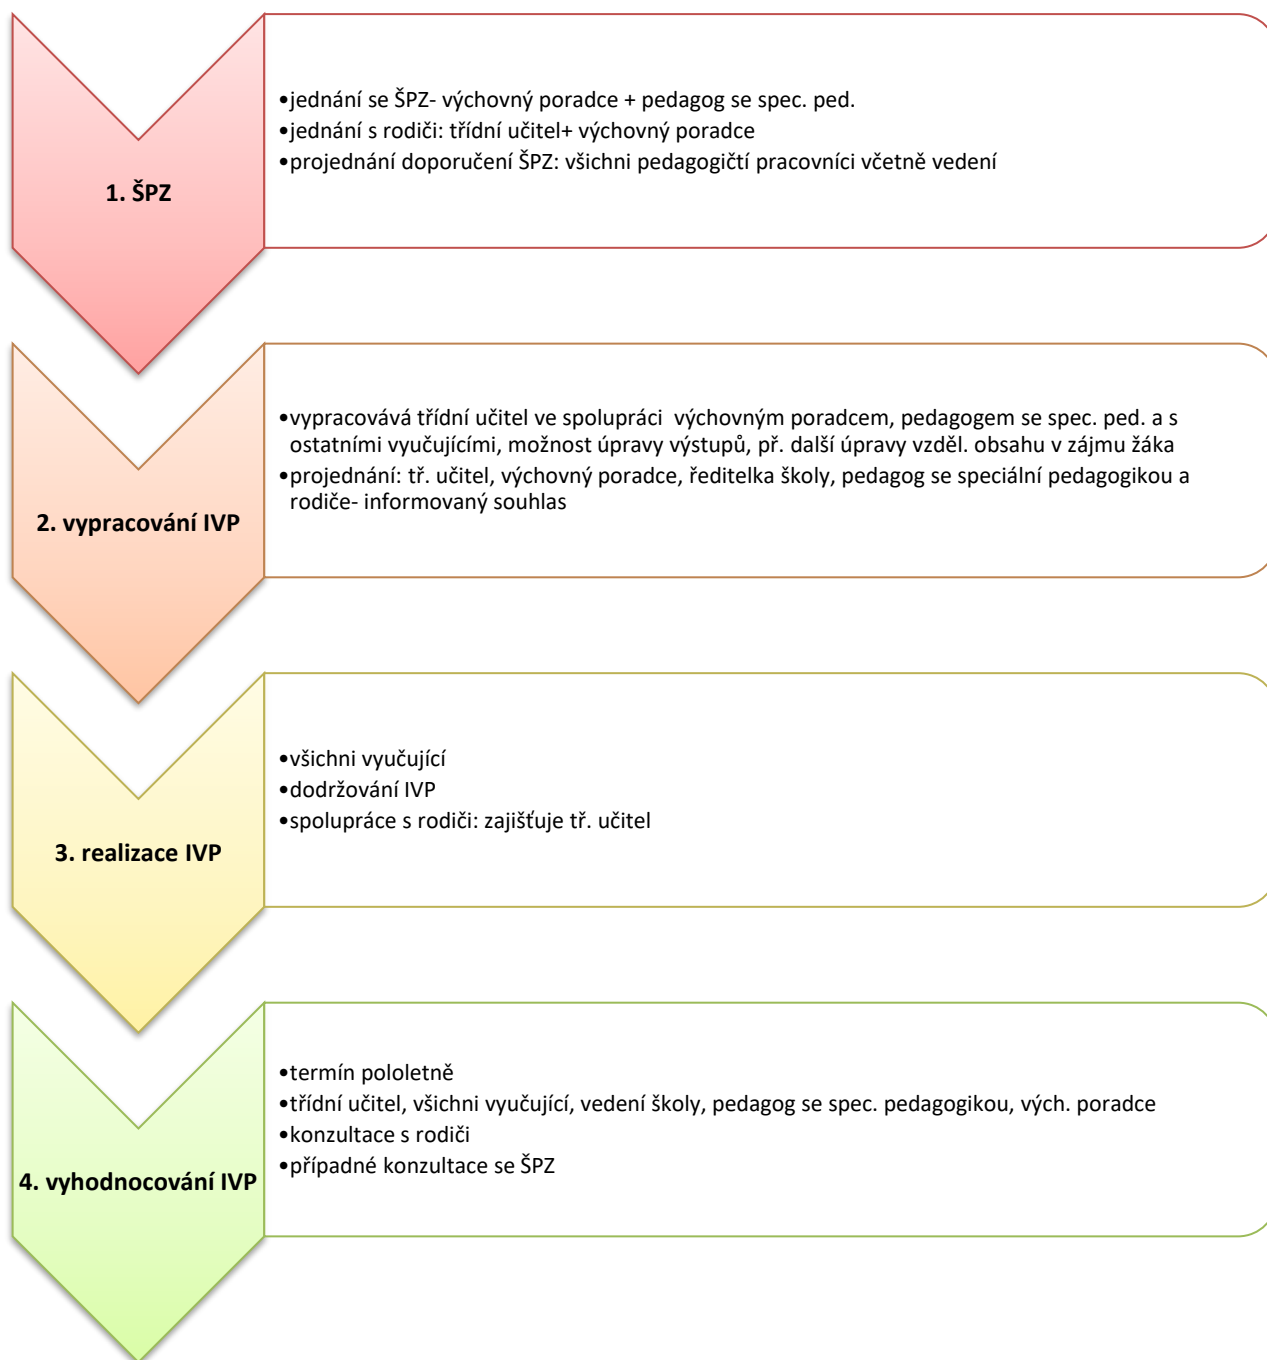 1. ŠPZ
•jednání se ŠPZ- výchovný poradce + pedagog se spec. ped.
•jednání s rodiči: třídní učitel+ výchovný poradce
•projednání doporučení ŠPZ: všichni pedagogičtí pracovníci včetně vedení
2. vypracování IVP
•vypracovává třídní učitel ve spolupráci  výchovným poradcem, pedagogem se spec. ped. a s
ostatními vyučujícími, možnost úpravy výstupů, př. další úpravy vzděl. obsahu v zájmu žáka
•projednání: tř. učitel, výchovný poradce, ředitelka školy, pedagog se speciální pedagogikou a
rodiče- informovaný souhlas
3. realizace IVP
•všichni vyučující
•dodržování IVP
•spolupráce s rodiči: zajišťuje tř. učitel
4. vyhodnocování IVP
•termín pololetně
•třídní učitel, všichni vyučující, vedení školy, pedagog se spec. pedagogikou, vých. poradce
•konzultace s rodiči
•případné konzultace se ŠPZ